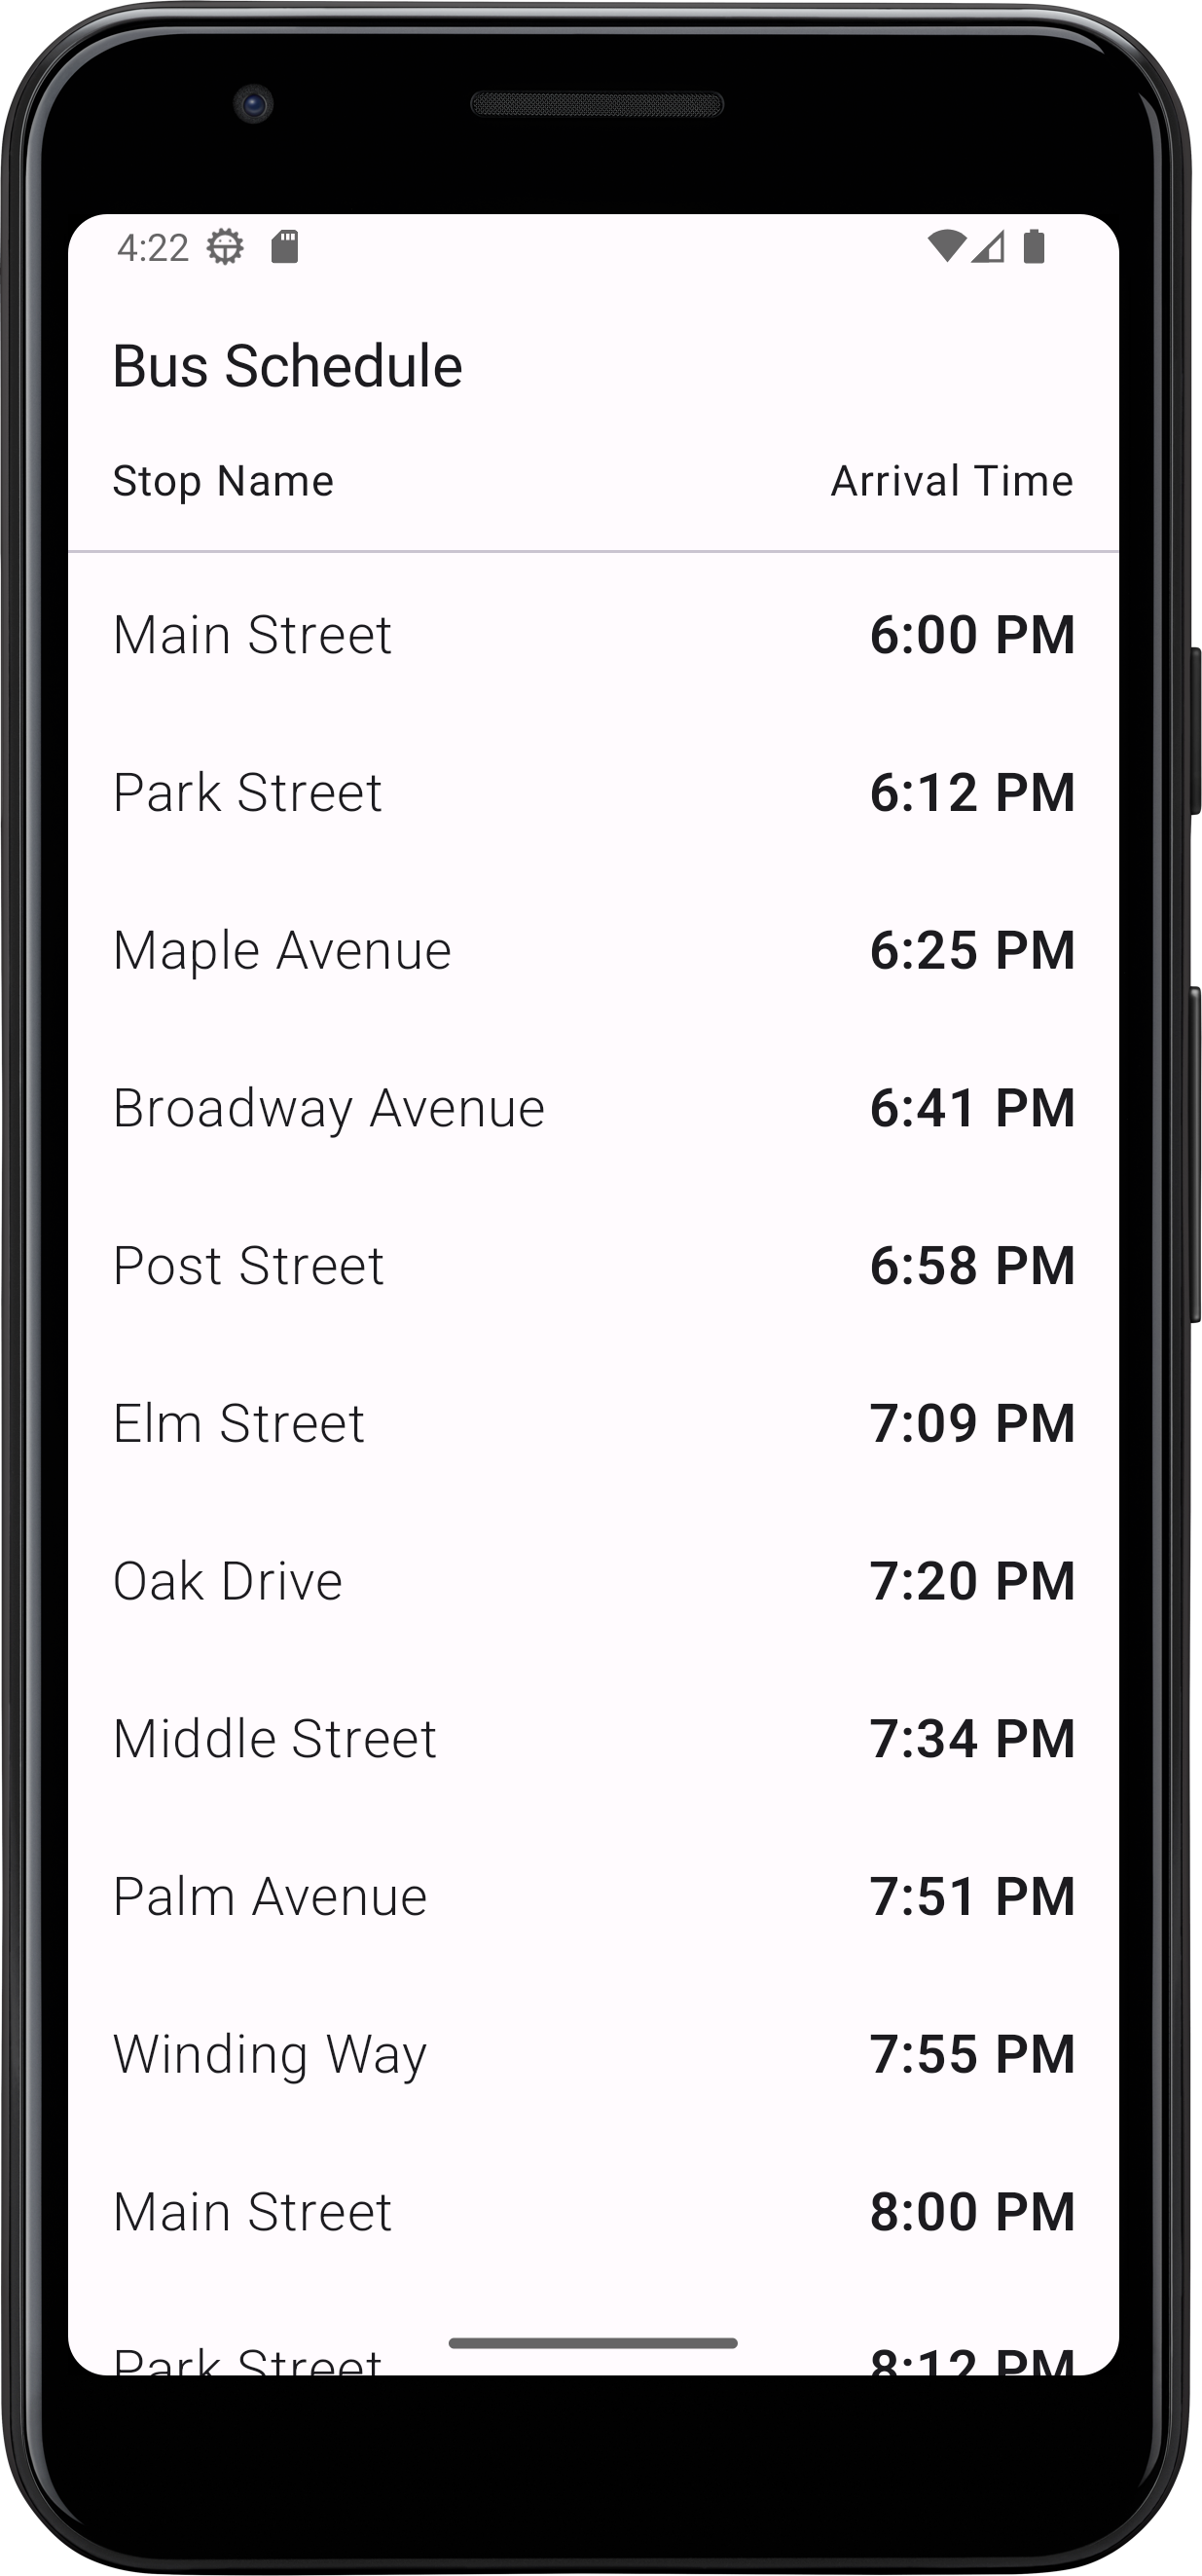 4:22
Bus Schedule
Stop Name Arrival Time
Main Street 6:00 PM
Park Street 6:12 PM
Maple Avenue 6:25 PM
Broadway Avenue 6:41 PM
Post Street 6:58 PM
Elm Street 7:09 PM
Oak Drive 7:20 PM
Middle Street 7:34 PM
Palm Avenue 7:51 PM
Winding Way 7:55 PM
Main Street 8:00 PM
Park Street 8:12 PM